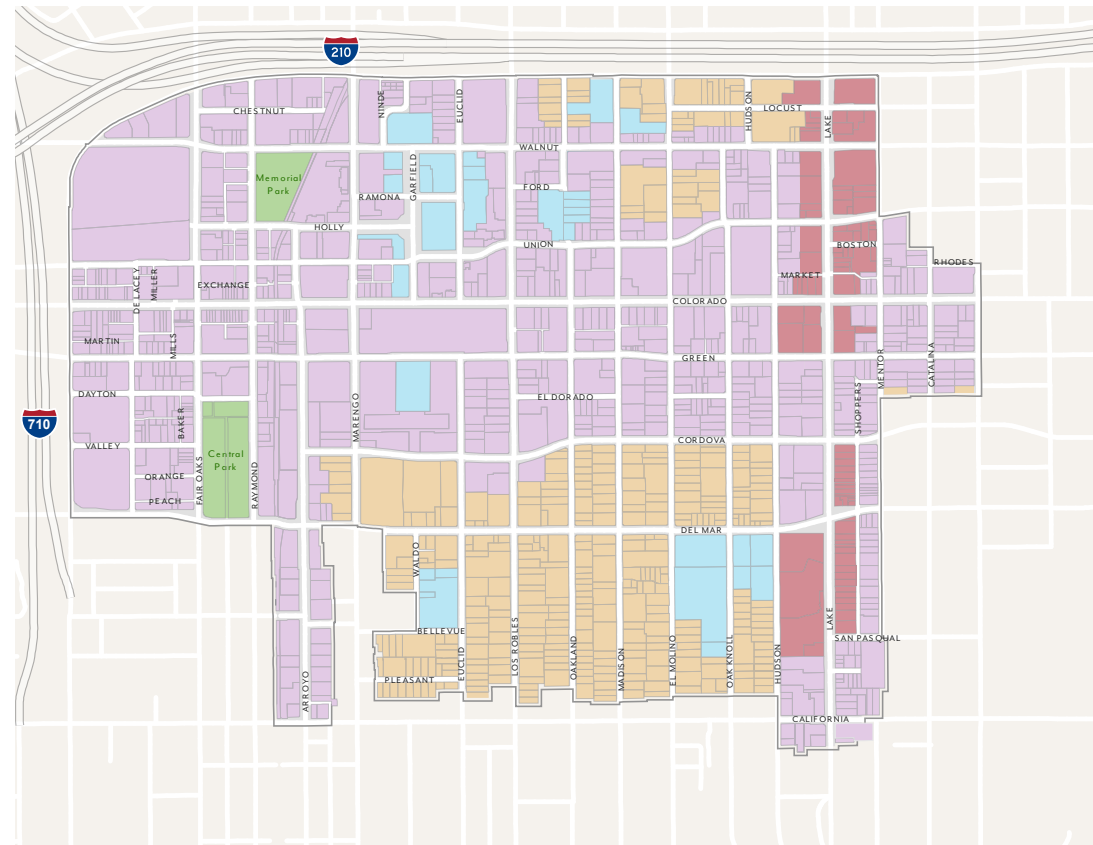 210
NINDE
EUCLID
HUDSON
CHESTNUT
LOCUST
LAKE
WALNUT
GARFIELD
Memorial
Park
FORD
RAMONA
HOLLY
UNION
BOSTON
RHODES
DE LACEY
MILLER
EXCHANGE
MARKET
COLORADO
MARTIN
MILLS
GREEN
MENTOR
CATALINA
DAYTON
EL DORADO
SHOPPERS
710
BAKER
MARENGO
VALLEY
CORDOVA
Central
Park
FAIR OAKS
RAYMOND
ORANGE
PEACH
DEL MAR
WALDO
BELLEVUE
EUCLID
LOS ROBLES
OAKLAND
MADISON
EL MOLINO
OAK KNOLL
HUDSON
LAKE
SAN PASQUAL
PLEASANT
ARROYO
CALIFORNIA